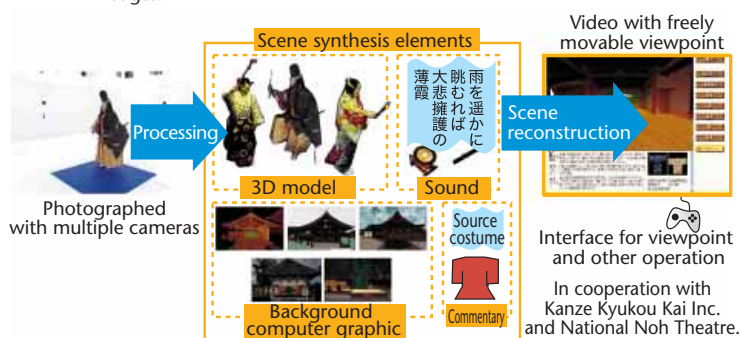 Scene synthesis elements
Video with freely
movable viewpoint
Processing
雨を遥かに
眺むれば
大悲擁護の
薄霞
Scene
reconstruction
3D model
Sound
Photographed
with multiple cameras
Source
costume
Commentary
Background
computer graphic
Interface for viewpoint
and other operation
In cooperation with
Kanze Kyukou Kai Inc.
and National Noh Theatre.